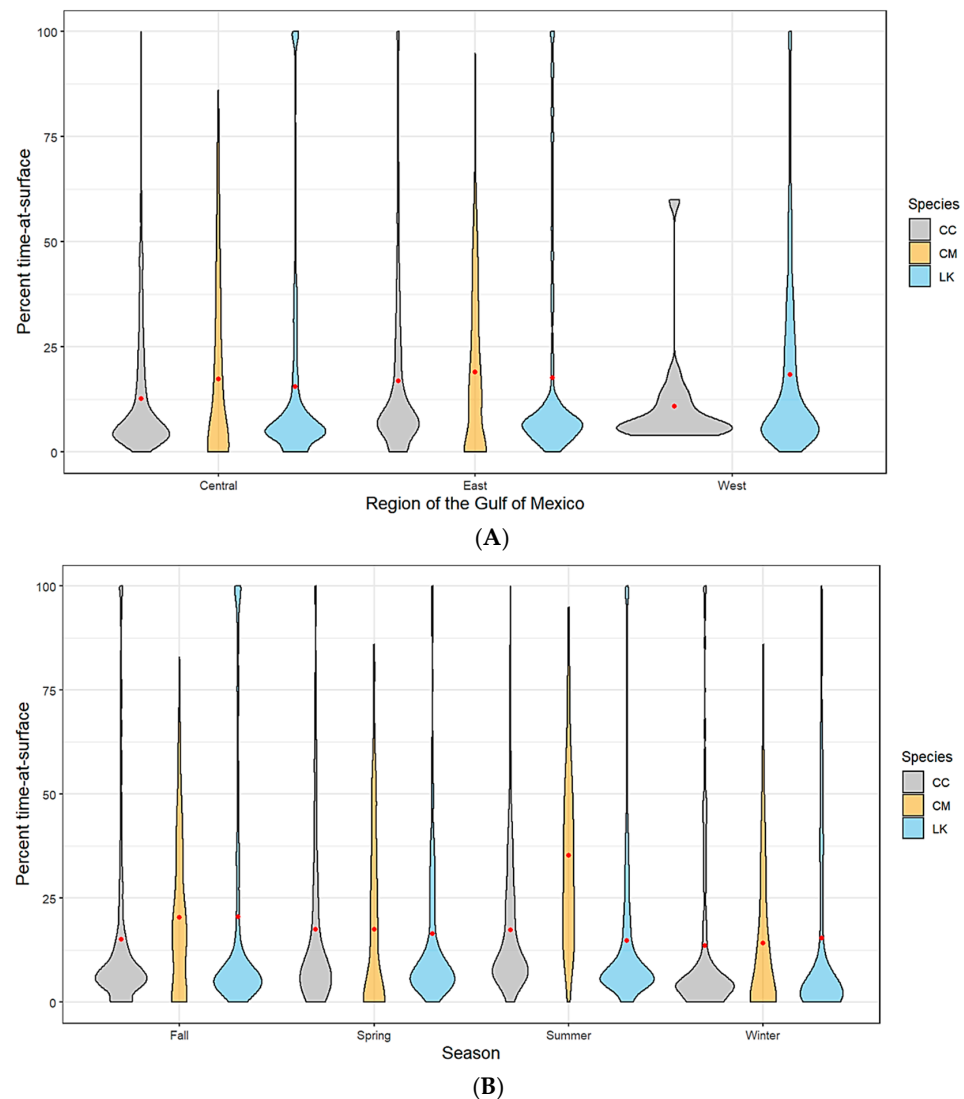 100
75
50
25
0
Percent time-at-surface
Central
East
West
Region of the Gulf of Mexico
Species
CC
CM
LK
(A)
100
75
50
25
0
Percent time-at-surface
Fall
Spring
Summer
Winter
Season
Species
CC
CM
LK
(B)